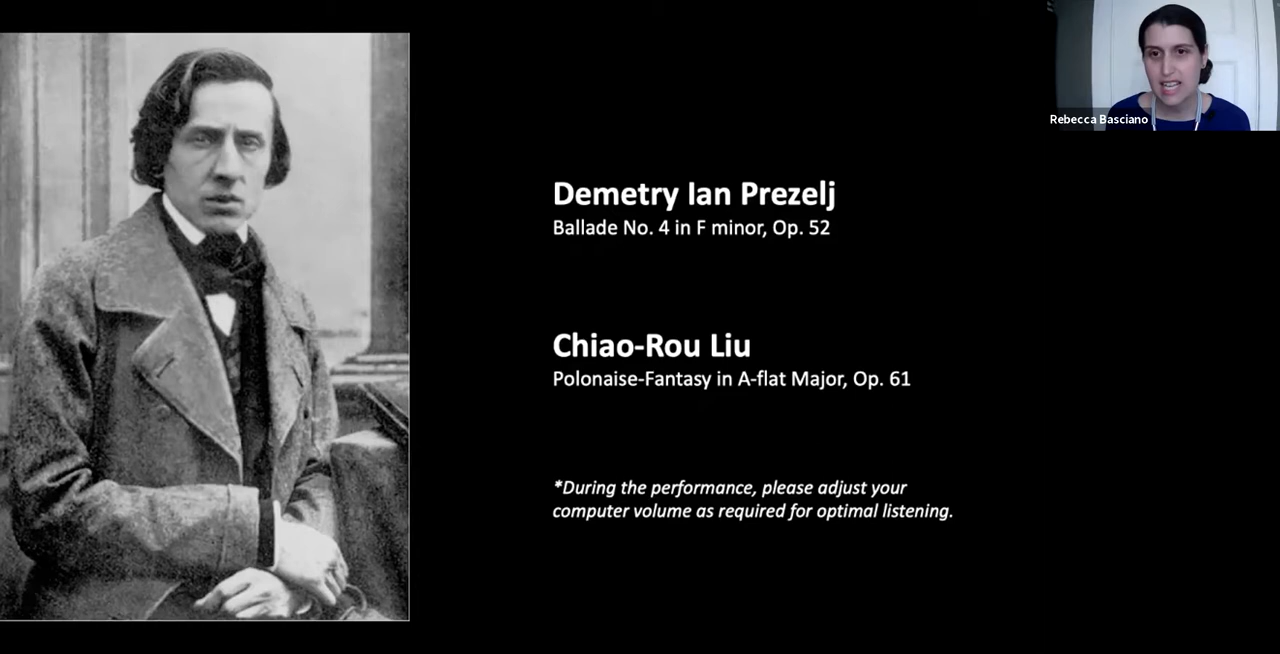 Rebecca Basciano
Demetry Ian Prezelj
Ballade No. 4 in F minor, Op. 52
Chiao-Rou Liu
Polonaise-Fantasy in A-flat Major, Op. 61
*During the performance, please adjust your
computer volume as required for optimal listening.